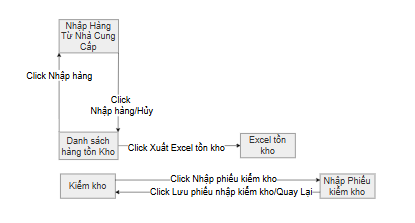 Nhập Hàng
Từ Nhà Cung
Cấp
Click Nhập hàng
Click
Nhập hàng/Hủy
Danh sách
hàng tồn Kho
Click Xuất Excel tồn kho
Excel tồn
kho
Kiểm kho
Click Nhập phiếu kiểm kho
Click Lưu phiếu nhập kiểm kho/Quay Lại
Nhập Phiếu
kiểm kho